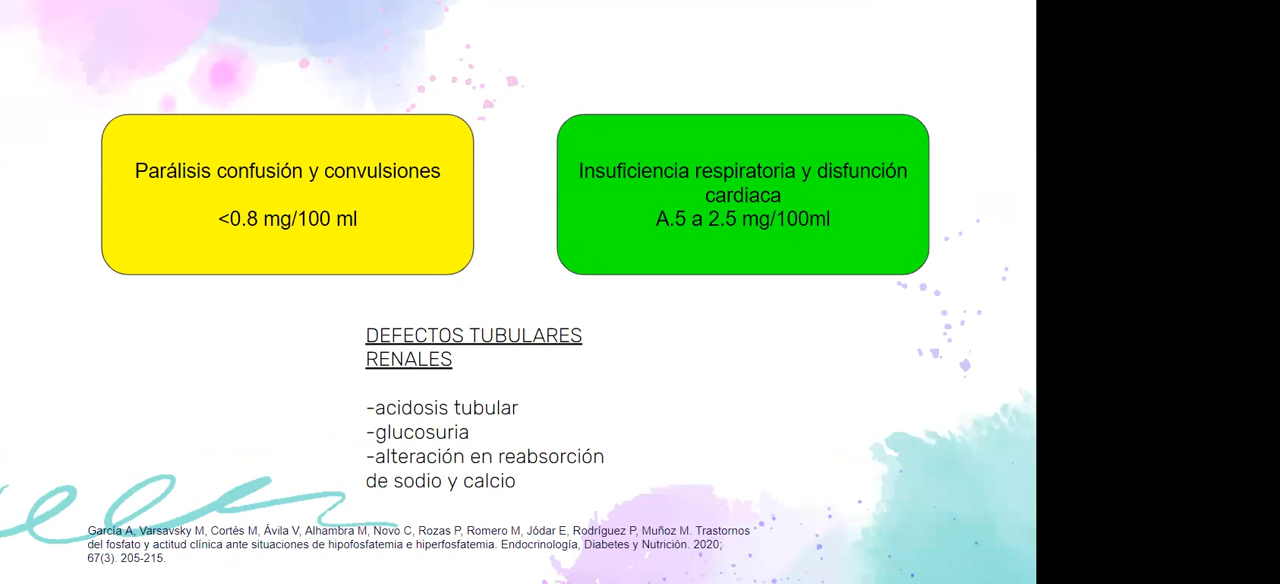 Parálisis confusión y convulsiones
<0.8 mg/100 ml
Insuficiencia respiratoria y disfunción
cardiaca
A.5 a 2.5 mg/100ml
DEFECTOS TUBULARES
RENALES
-acidosis tubular
-glucosuria
-alteración en reabsorción
de sodio y calcio
García A, Varsavsky M, Cortés M, Ávila V, Alhambra M, Novo C, Rozas P, Romero M, Jódar E, Rodríguez P, Muñoz M. Trastornos
del fosfato y actitud clínica ante situaciones de hipofosfatemia e hiperfosfatemia. Endocrinología, Diabetes y Nutrición. 2020;
67(3). 205-215.